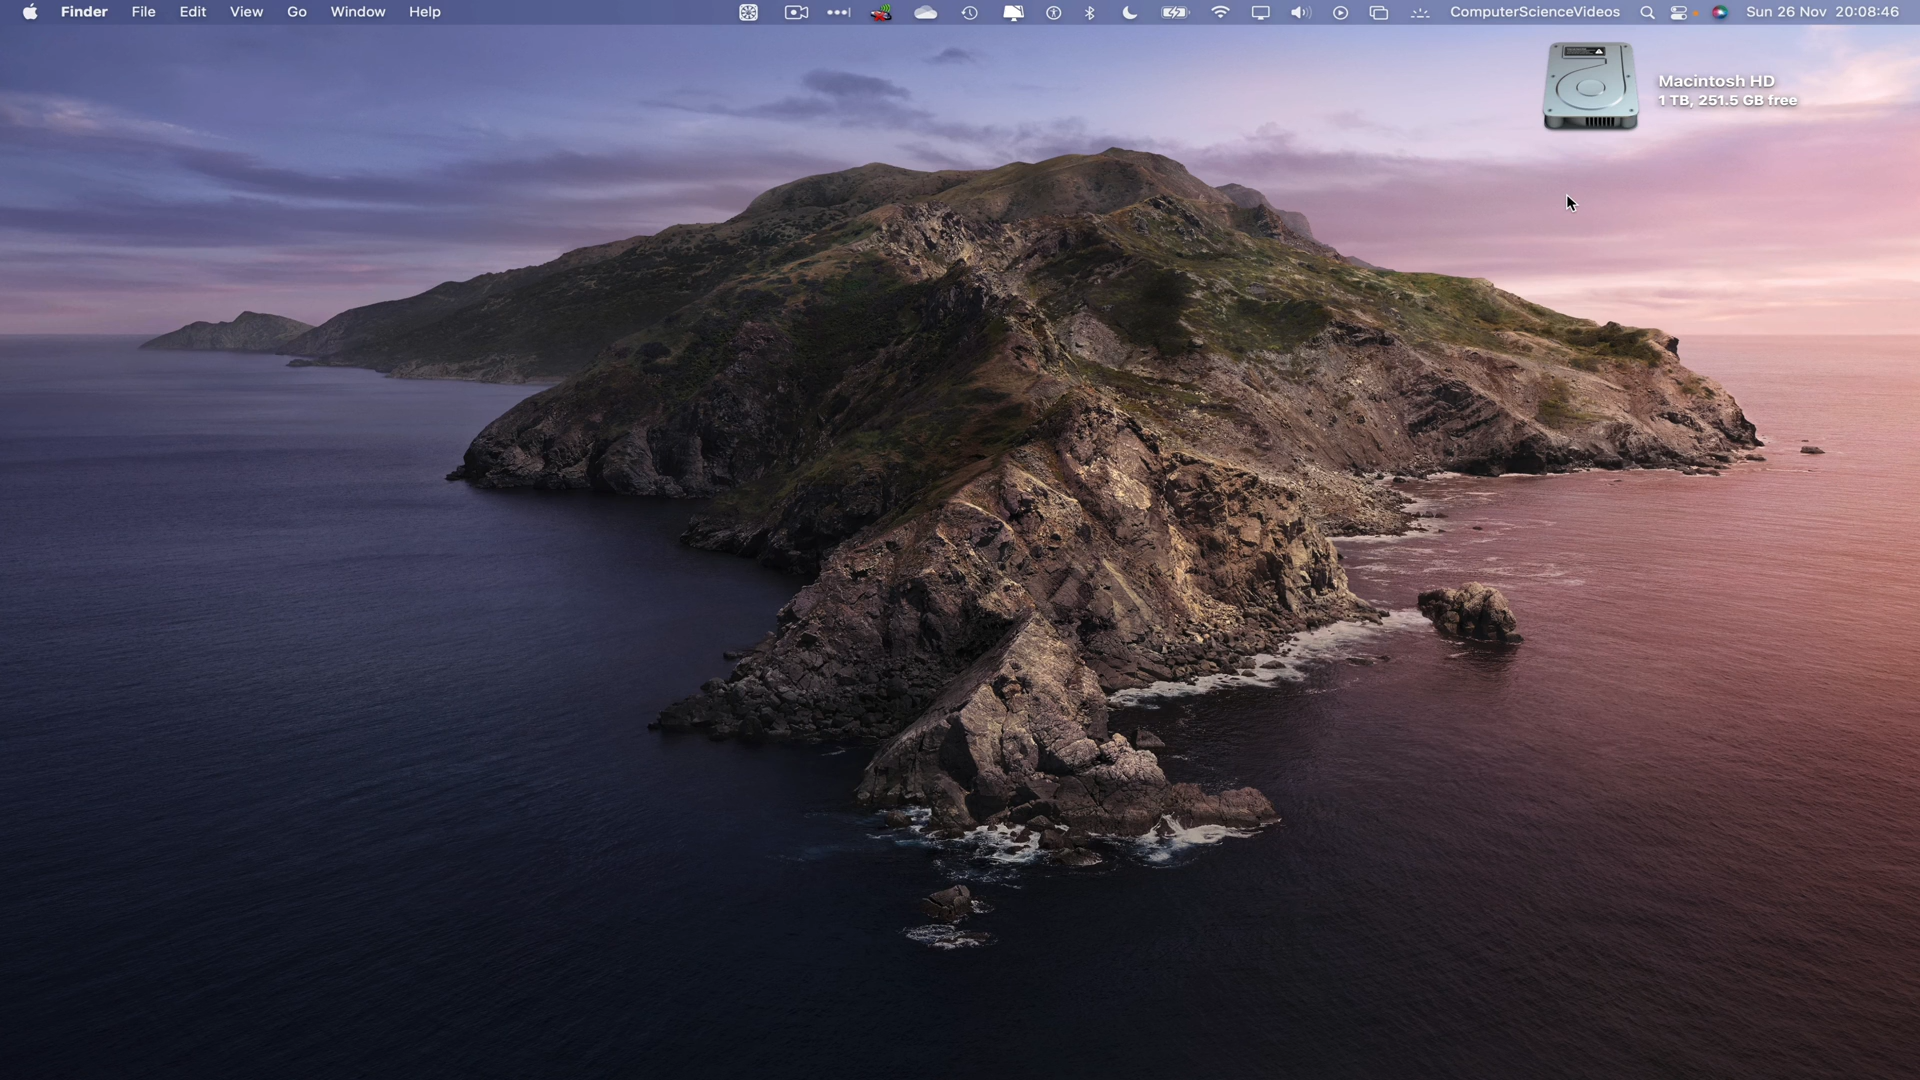 Finder File Edit View Go Window Help ComputerScienceVideos Sun 26 Nov 20:08:46
Macintosh HD
1 TB, 251.5 GB free